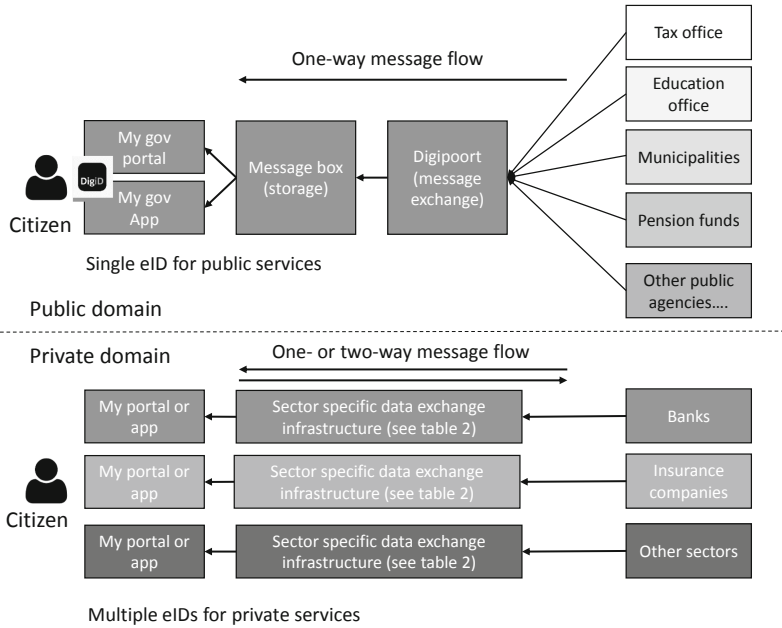 Tax office
One-way message flow
Education
office
My gov
portal
Message box
(storage)
Digipoort
(message
exchange)
Municipalities
DigiD
My gov
App
Citizen
Pension funds
Single eID for public services
Other public
agencies....
Public domain
Private domain
One- or two-way message flow
My portal or
app
Sector specific data exchange
infrastructure (see table 2)
Banks
My portal or
app
Sector specific data exchange
infrastructure (see table 2)
Insurance
companies
Citizen
My portal or
app
Sector specific data exchange
infrastructure (see table 2)
Other sectors
Multiple eIDs for private services